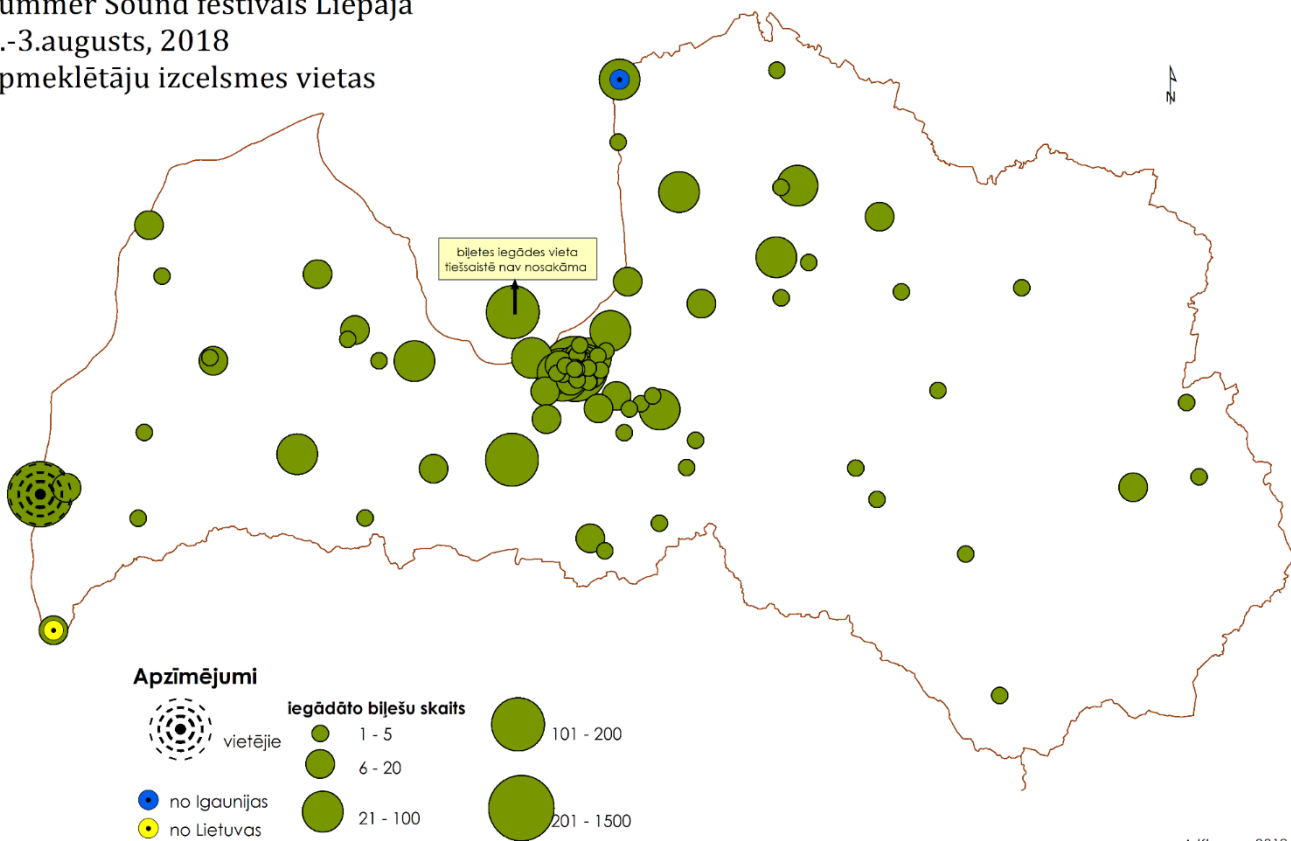 ummer Sound festivāls Liepājā
.-3.augusts, 2018
pmeklētāju izcelsmes vietas
N
biļetes iegādes vieta
tiešsaistē nav nosakāma
Apzīmējumi
vietējie
no Igaunijas
no Lietuvas
iegādāto biļešu skaits
1 - 5
6 - 20
21 - 100
101 - 200
201 - 1500